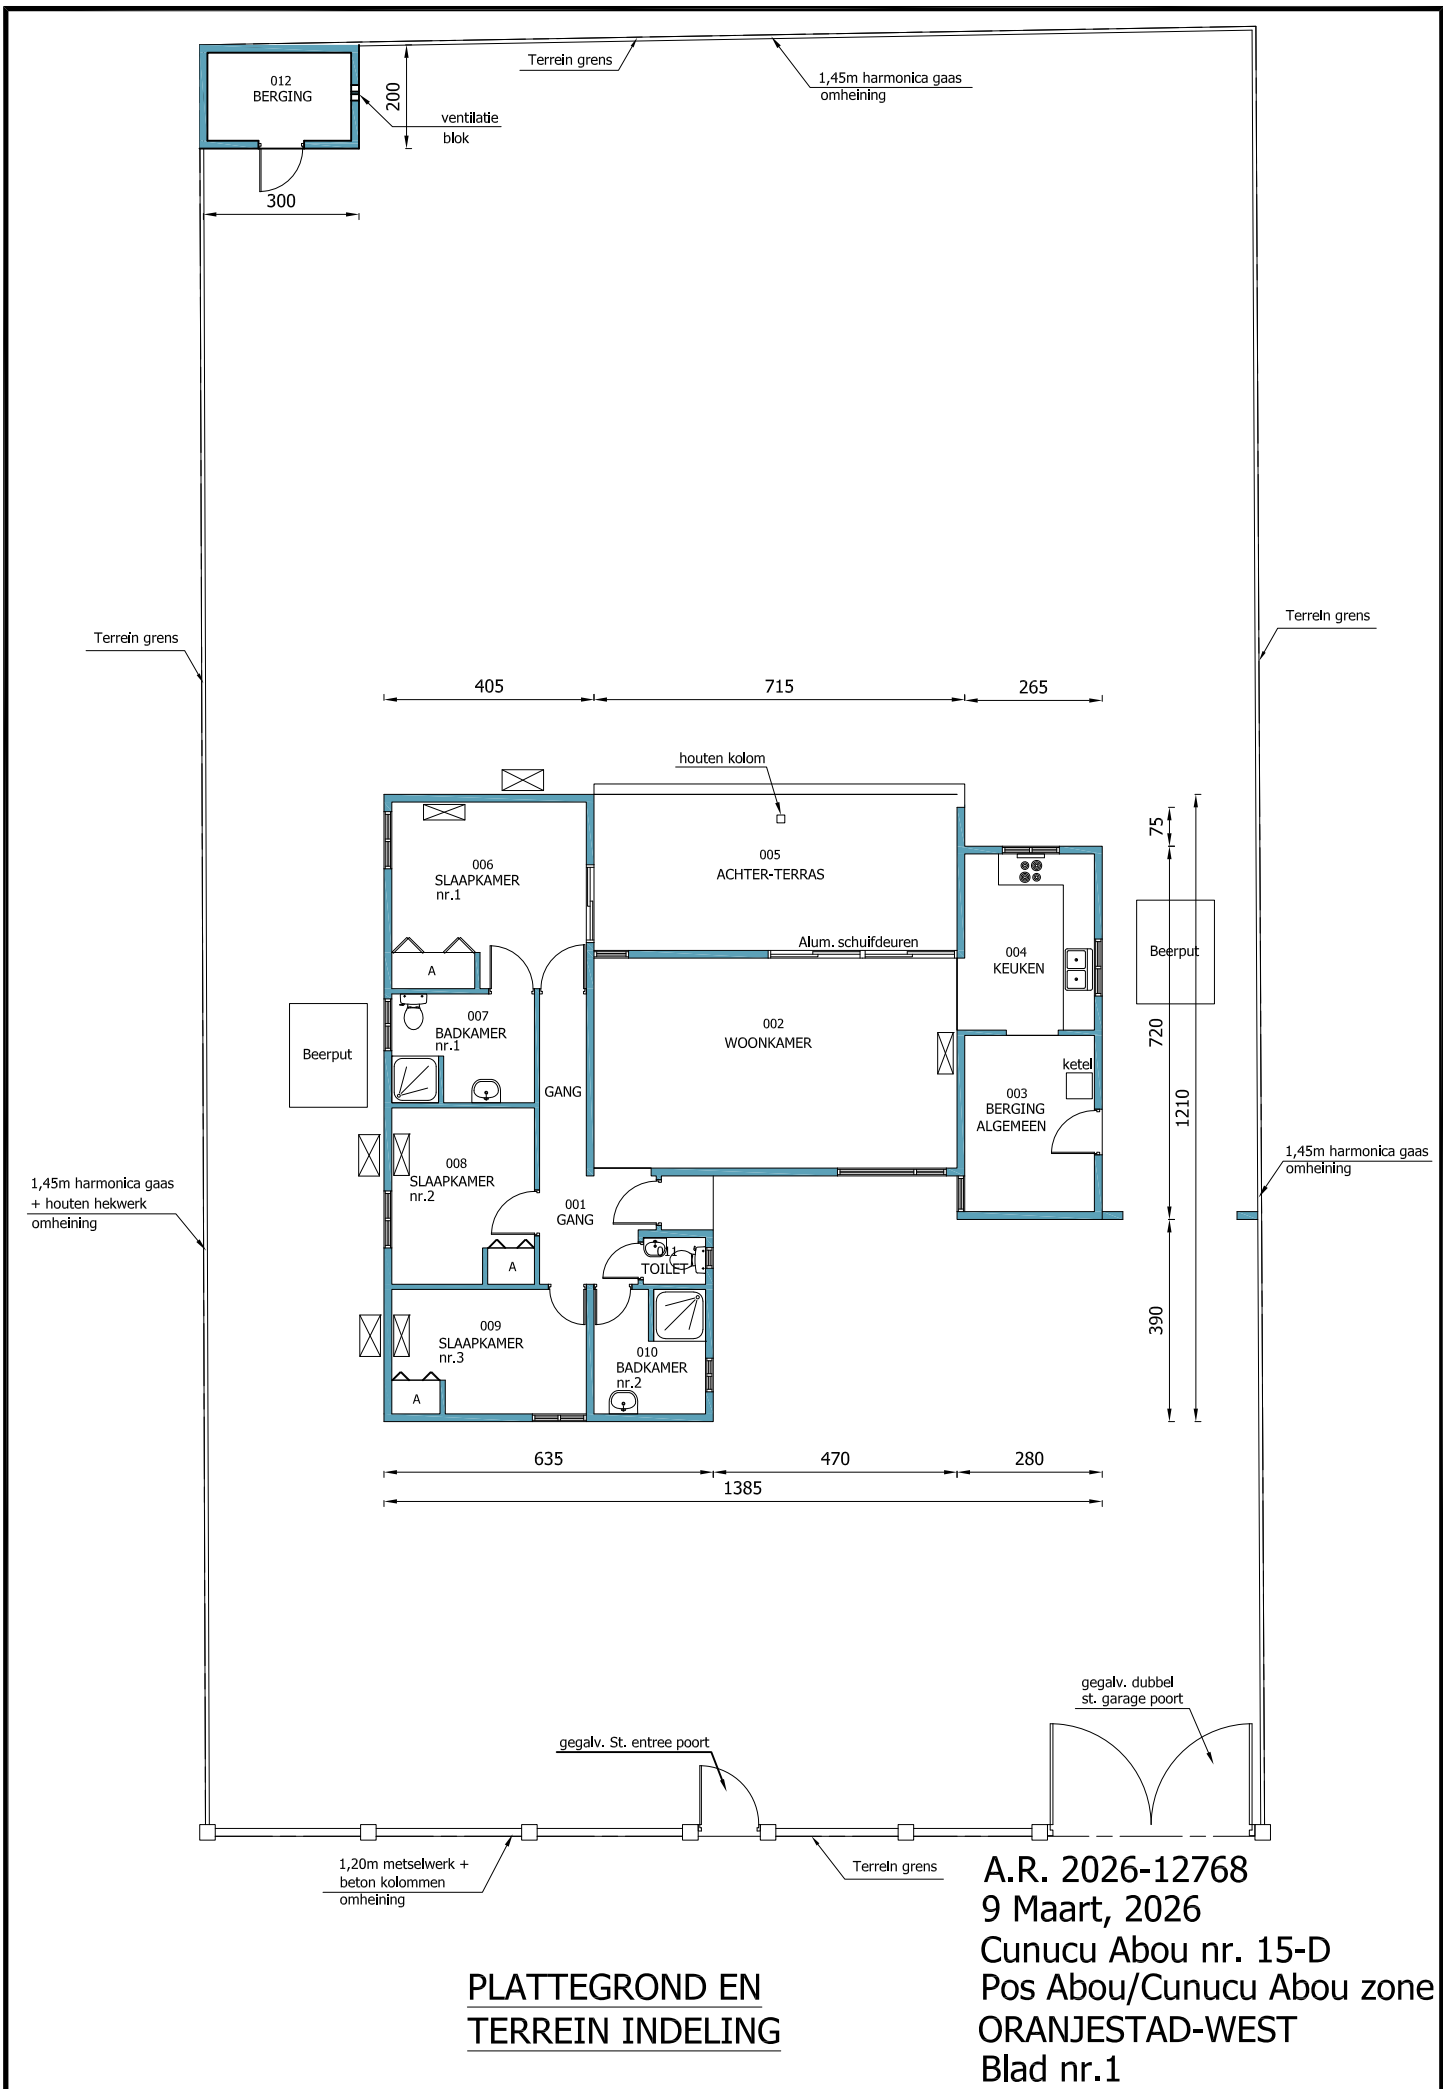 012
BERGING
200
300
ventilatie
blok
Terrein grens
1,45m harmonica gaas
omheining
Terrein grens
Terrein grens
405
715
265
houten kolom
75
720
1210
390
005
ACHTER-TERRAS
006
SLAAPKAMER
nr.1
A
Alum. schuifdeuren
004
KEUKEN
Beerput
007
BADKAMER
nr.1
002
WOONKAMER
Beerput
GANG
ketel
003
BERGING
ALGEMEEN
008
SLAAPKAMER
nr.2
A
001
GANG
011
TOILET
009
SLAAPKAMER
nr.3
A
010
BADKAMER
nr.2
1,45m harmonica gaas
+ houten hekwerk
omheining
1,45m harmonica gaas
omheining
635
470
280
1385
gegalv. dubbel
st. garage poort
gegalv. St. entree poort
1,20m metselwerk +
beton kolommen
omheining
Terrein grens
A.R. 2026-12768
9 Maart, 2026
Cunucu Abou nr. 15-D
Pos Abou/Cunucu Abou zone
ORANJESTAD-WEST
Blad nr.1
PLATTEGROND EN
TERREIN INDELING